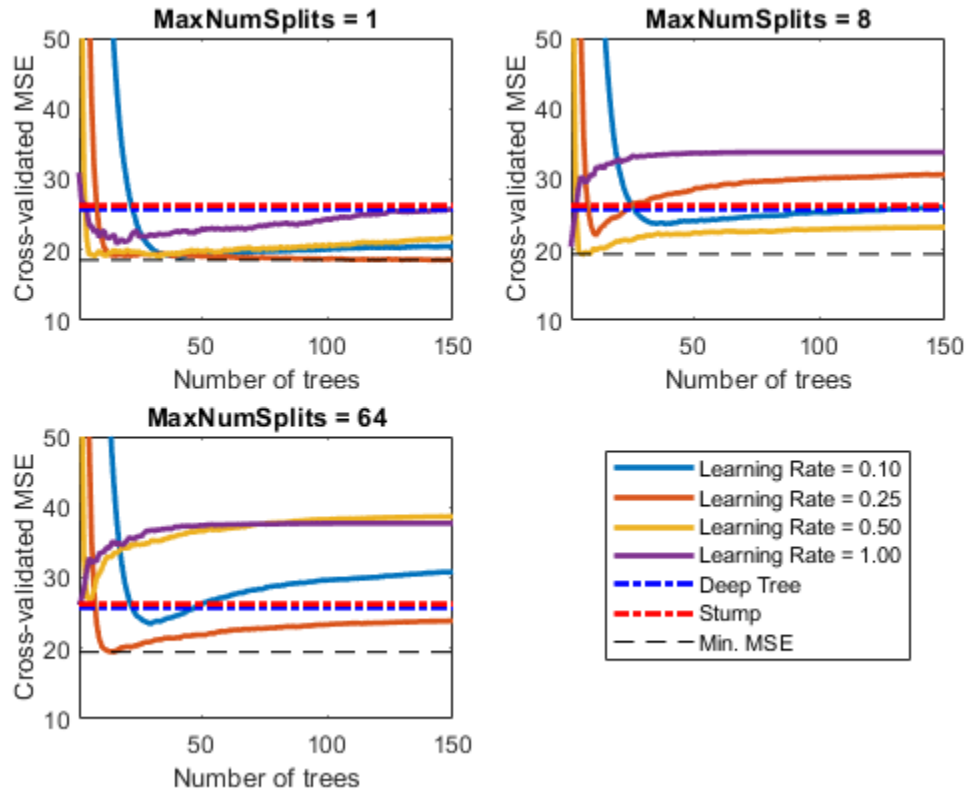 MaxNumSplits = 1
50
40
30
20
10
Cross-validated MSE
50
100
150
Number of trees
MaxNumSplits = 8
50
40
30
20
10
Cross-validated MSE
50
100
150
Number of trees
MaxNumSplits = 64
50
40
30
20
10
Cross-validated MSE
50
100
150
Number of trees
Learning Rate = 0.10
Learning Rate = 0.25
Learning Rate = 0.50
Learning Rate = 1.00
Deep Tree
Stump
Min. MSE